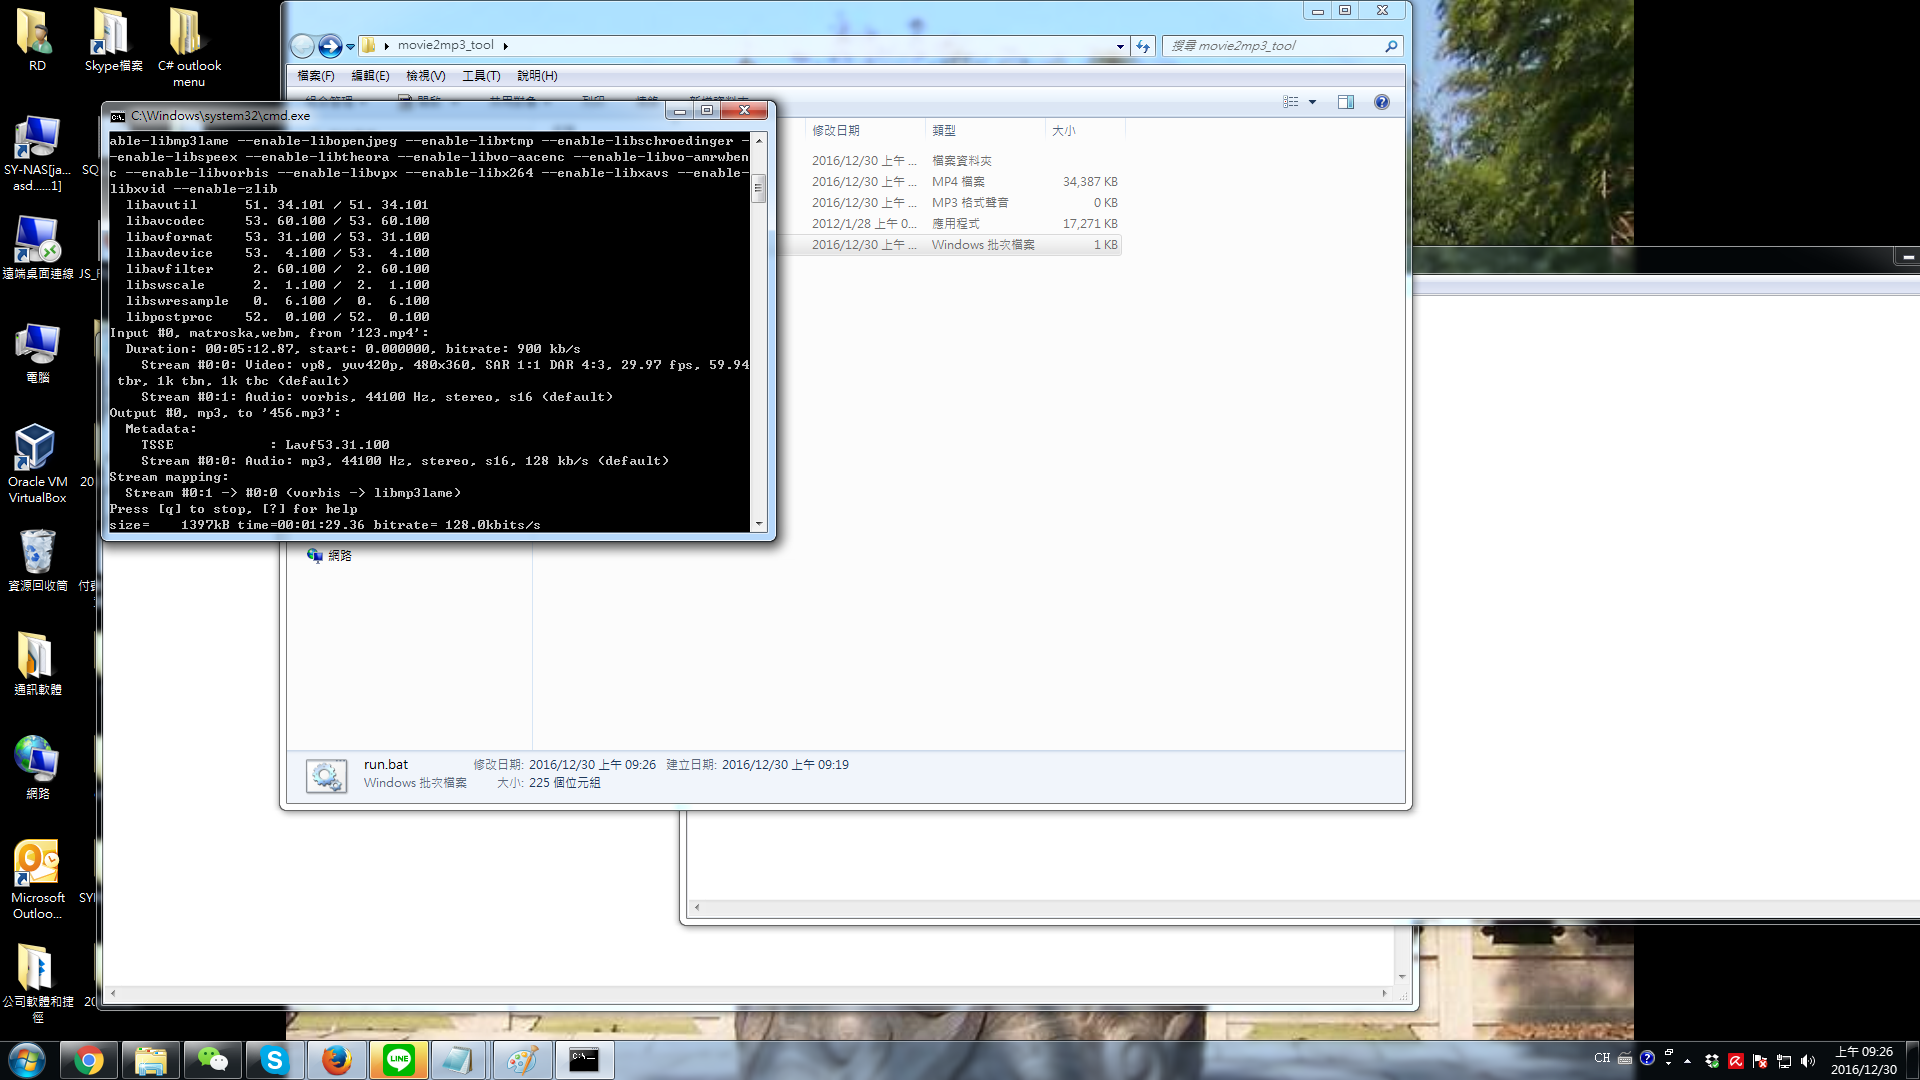 RD
Skype檔案
C# outlook
menu
SY-NAS[ja...
asd......1]
SQ
遠端桌面連線
JS_F
電腦
Oracle VM
VirtualBox
20
資源回收筒
付
通訊軟體
網路
Microsoft
Outloo...
SYI
公司軟體和捷
徑
20
movie2mp3_tool
搜尋 movie2mp3_tool
檔案(F) 編輯(E) 檢視(V) 工具(T) 說明(H)
修改日期 類型 大小
2016/12/30 上午 ... 檔案資料夾
2016/12/30 上午 ... MP4 檔案 34,387 KB
2016/12/30 上午 ... MP3 格式聲音 0 KB
2012/1/28 上午 0... 應用程式 17,271 KB
2016/12/30 上午 ... Windows 批次檔案 1 KB
C:\Windows\system32\cmd.exe
able-libmp3lame --enable-libopenjpeg --enable-librtmp --enable-libschroedinger -
-enable-libspeex --enable-libtheora --enable-libvo-aacenc --enable-libvo-amrwben
c --enable-libvorbis --enable-libvpx --enable-libx264 --enable-libxavs --enable-
libxvid --enable-zlib
libavutil 51. 34.101 / 51. 34.101
libavcodec 53. 60.100 / 53. 60.100
libavformat 53. 31.100 / 53. 31.100
libavdevice 53. 4.100 / 53. 4.100
libavfilter 2. 60.100 / 2. 60.100
libswscale 2. 1.100 / 2. 1.100
libswresample 0. 6.100 / 0. 6.100
libpostproc 52. 0.100 / 52. 0.100
Input #0, matroska,webm, from '123.mp4':
Duration: 00:05:12.87, start: 0.000000, bitrate: 900 kb/s
Stream #0:0: Video: vp8, yuv420p, 480x360, SAR 1:1 DAR 4:3, 29.97 fps, 59.94
tbr, 1k tbn, 1k tbc (default)
Stream #0:1: Audio: vorbis, 44100 Hz, stereo, s16 (default)
Output #0, mp3, to '456.mp3':
Metadata:
TSSE : Lavf53.31.100
Stream #0:0: Audio: mp3, 44100 Hz, stereo, s16, 128 kb/s (default)
Stream mapping:
Stream #0:1 -> #0:0 (vorbis -> libmp3lame)
Press [q] to stop, [?] for help
size= 1397kB time=00:01:29.36 bitrate= 128.0kbits/s
網路
run.bat 修改日期: 2016/12/30 上午 09:26 建立日期: 2016/12/30 上午 09:19
Windows 批次檔案 大小: 225 個位元組
LINE
CH
上午 09:26
2016/12/30